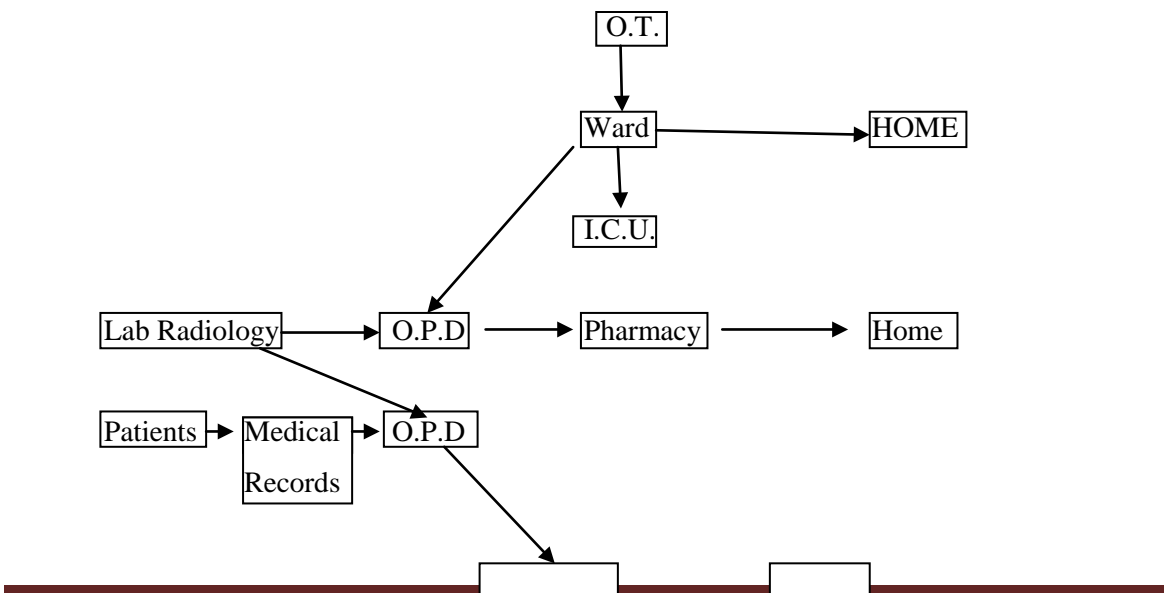 O.T.
Ward
HOME
I.C.U.
Lab Radiology
O.P.D
Pharmacy
Home
Patients
Medical
Records
O.P.D